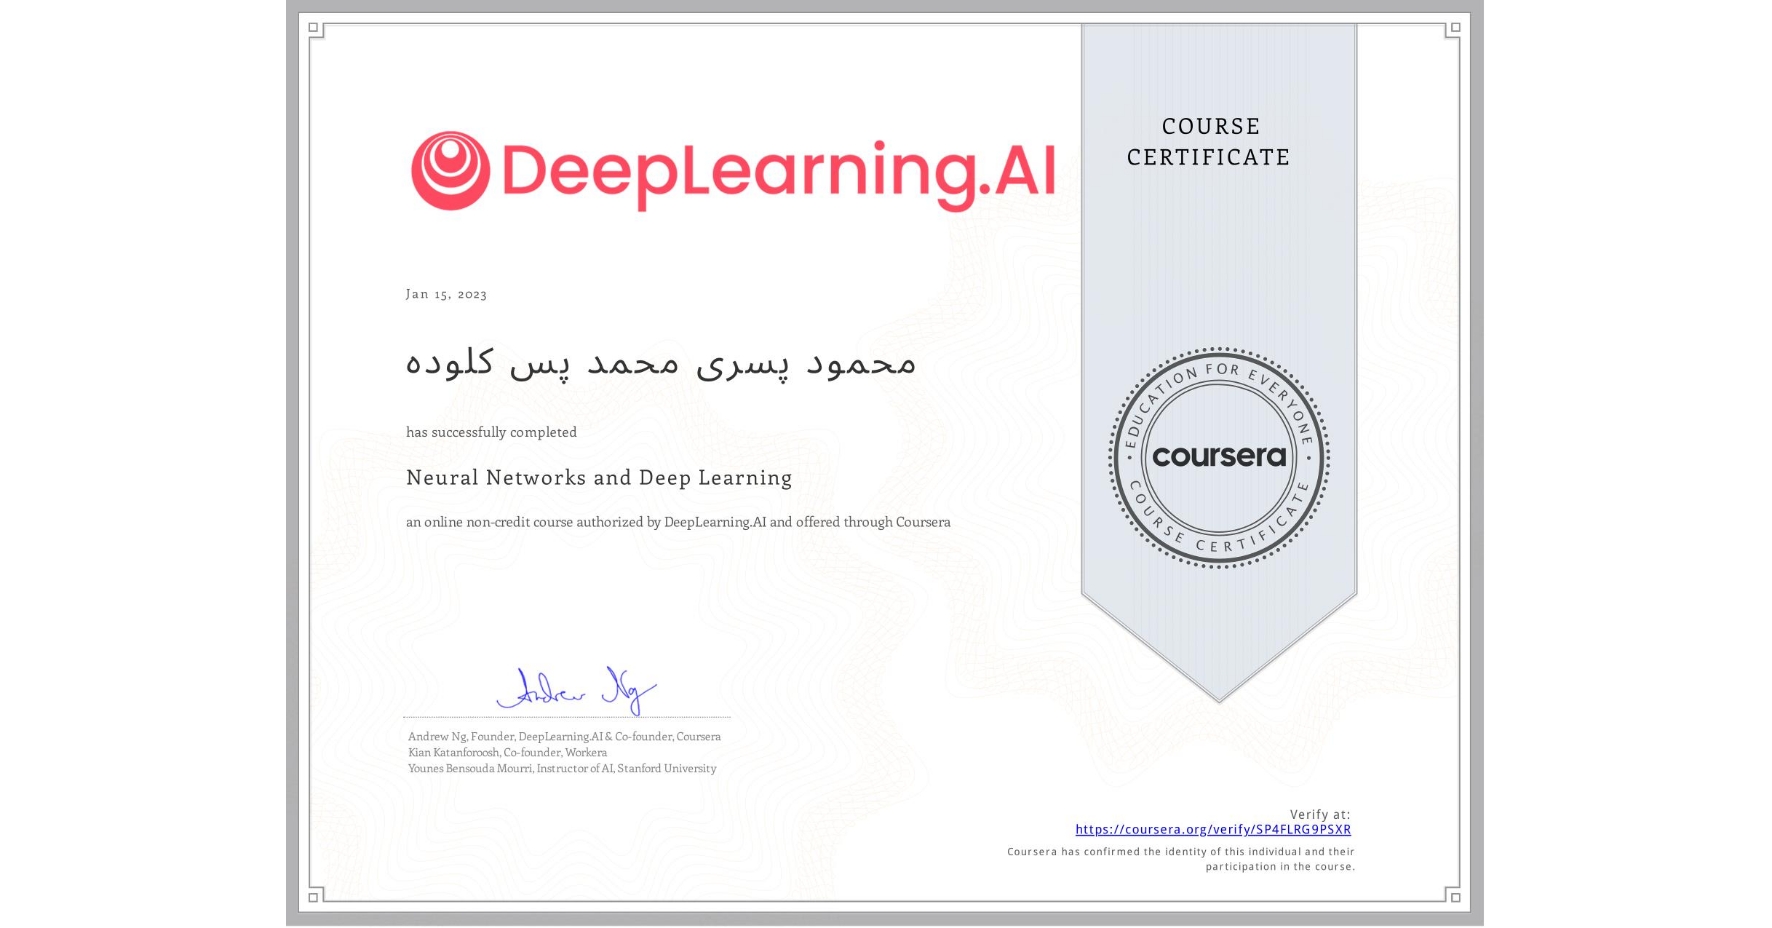 DeepLearning.AI
COURSE
CERTIFICATE
Jan 15, 2023
محمود پسری محمد پس کلوده
has successfully completed
Neural Networks and Deep Learning
an online non-credit course authorized by DeepLearning.AI and offered through Coursera
EDUCATION FOR EVERYONE
coursera
COURSE CERTIFICATE
Andrew Ng
Andrew Ng, Founder, DeepLearning.AI & Co-founder, Coursera
Kian Katanforoosh, Co-founder, Workera
Younes Bensouda Mourri, Instructor of AI, Stanford University
Verify at:
https://coursera.org/verify/SP4FLRG9PSXR
Coursera has confirmed the identity of this individual and their
participation in the course.